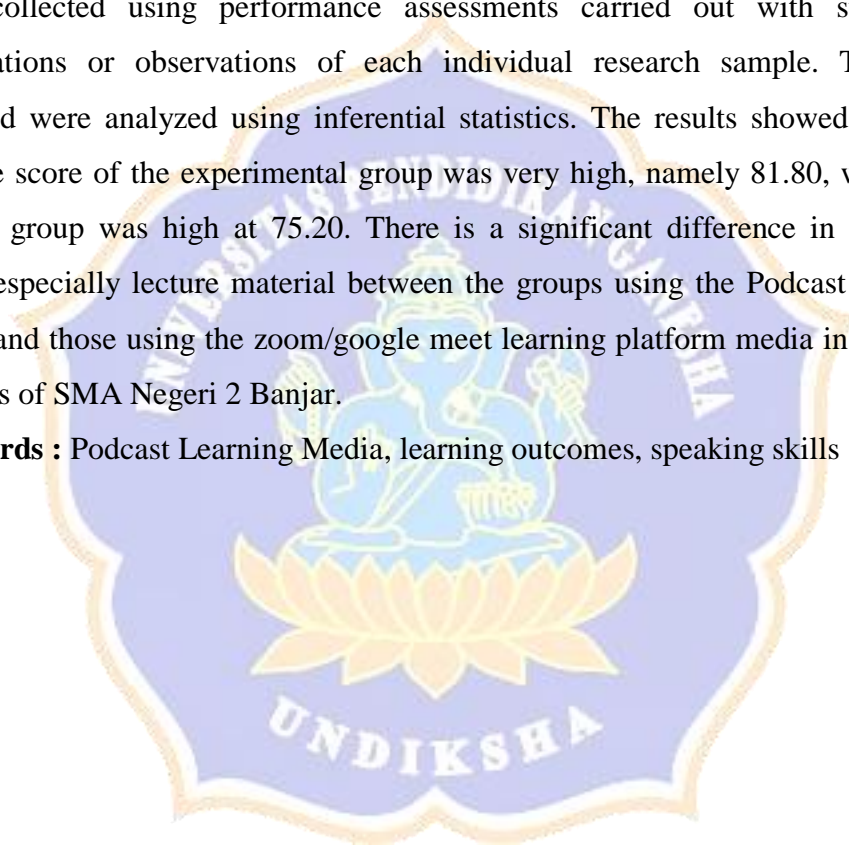 collected using performance assessments carried out with s
ations or observations of each individual research sample. T
d were analyzed using inferential statistics. The results showed
e score of the experimental group was very high, namely 81.80, w
group was high at 75.20. There is a significant difference in
especially lecture material between the groups using the Podcast
and those using the zoom/google meet learning platform media in
s of SMA Negeri 2 Banjar.
rds : Podcast Learning Media, learning outcomes, speaking skills
UNIVERSITAS PENDIDIKAN GANESHA
UNDIKSHA